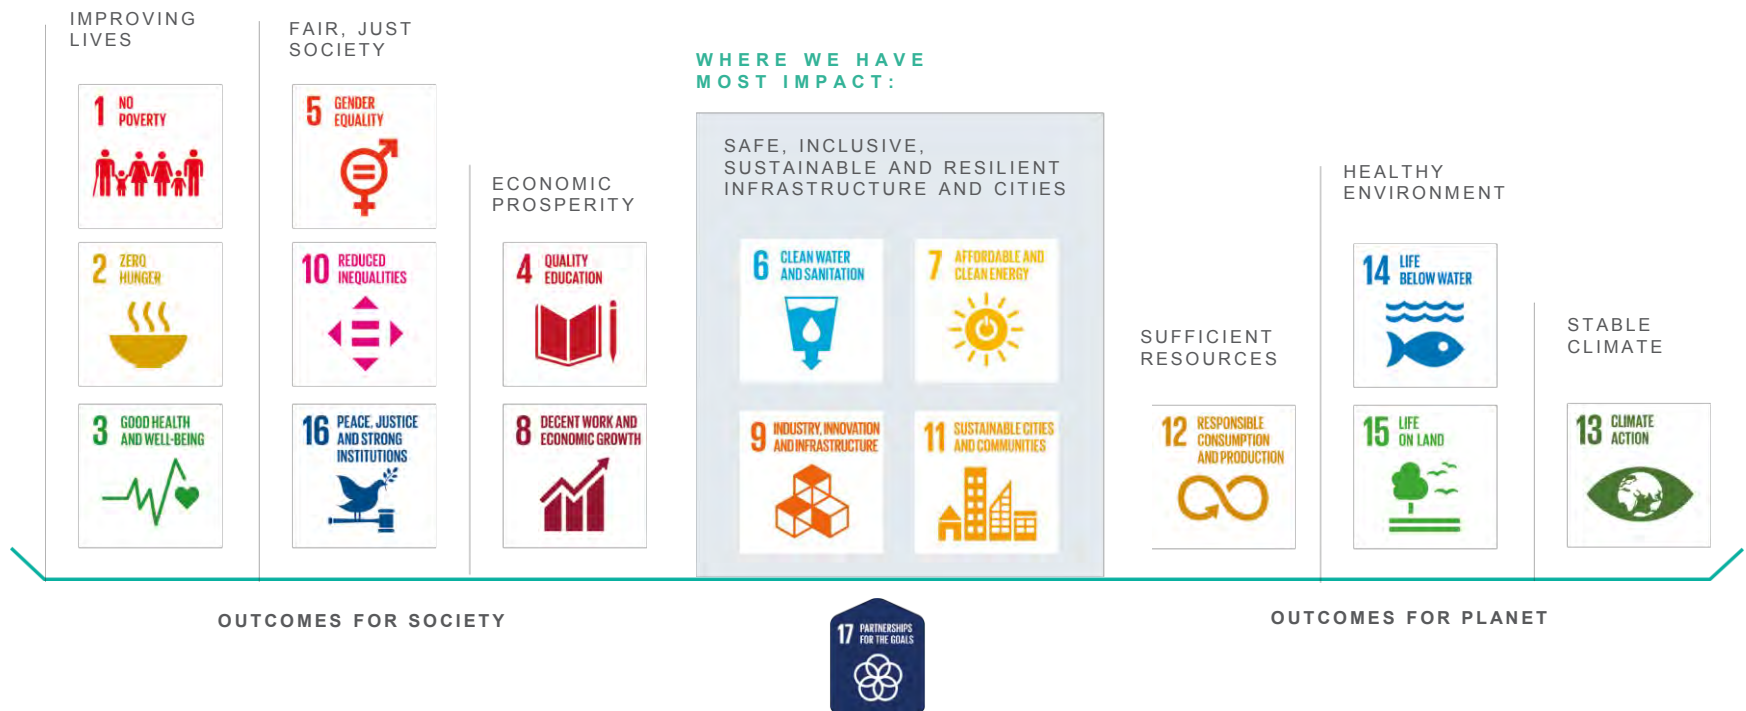 IMPROVING
LIVES
1 NO
POVERTY
2 ZERO
HUNGER
3 GOOD HEALTH
AND WELL-BEING
FAIR, JUST
SOCIETY
5 GENDER
EQUALITY
10 REDUCED
INEQUALITIES
16 PEACE, JUSTICE
AND STRONG
INSTITUTIONS
ECONOMIC
PROSPERITY
4 QUALITY
EDUCATION
8 DECENT WORK AND
ECONOMIC GROWTH
WHERE WE HAVE
MOST IMPACT:
SAFE, INCLUSIVE,
SUSTAINABLE AND RESILIENT
INFRASTRUCTURE AND CITIES
6 CLEAN WATER
AND SANITATION
7 AFFORDABLE AND
CLEAN ENERGY
9 INDUSTRY, INNOVATION
AND INFRASTRUCTURE
11 SUSTAINABLE CITIES
AND COMMUNITIES
SUFFICIENT
RESOURCES
12 RESPONSIBLE
CONSUMPTION
AND PRODUCTION
HEALTHY
ENVIRONMENT
14 LIFE
BELOW WATER
15 LIFE
ON LAND
STABLE
CLIMATE
13 CLIMATE
ACTION
OUTCOMES FOR SOCIETY
17 PARTNERSHIPS
FOR THE GOALS
OUTCOMES FOR PLANET